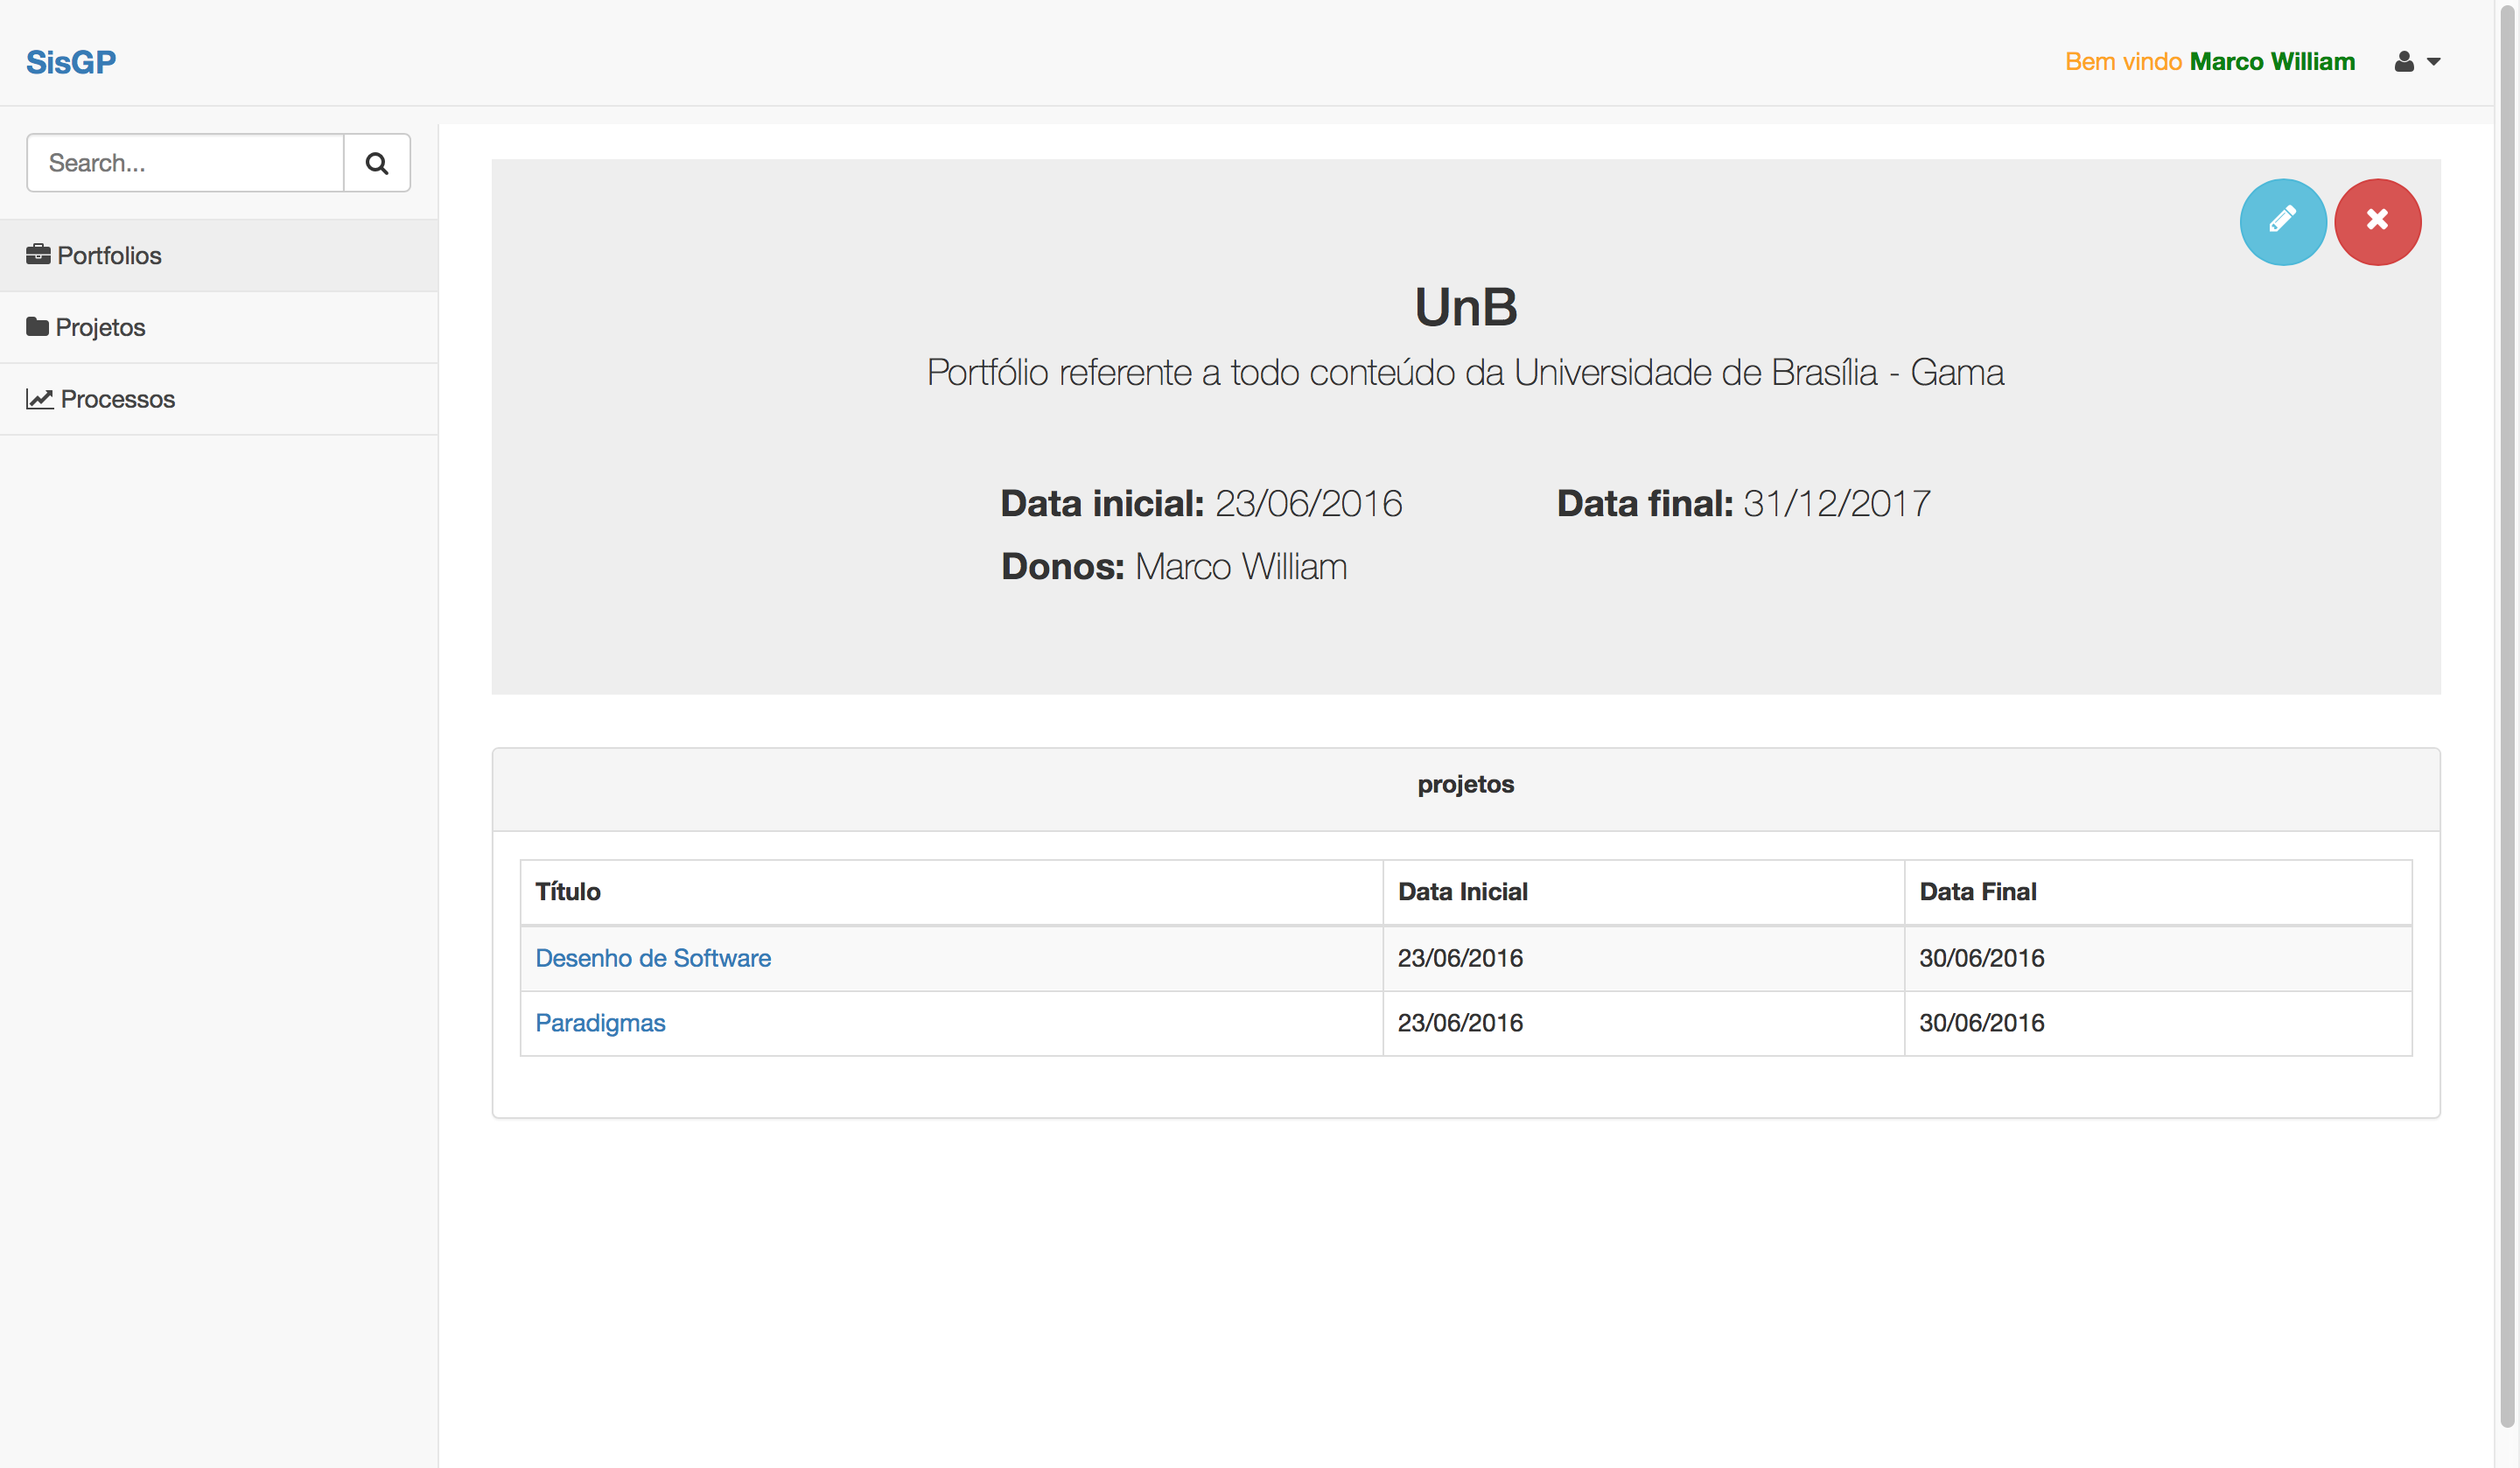 SisGP
Bem vindo Marco William
Search...
Portfolios
Projetos
Processos
UnB
Portfólio referente a todo conteúdo da Universidade de Brasília - Gama
Data inicial: 23/06/2016 Data final: 31/12/2017
Donos: Marco William
projetos
Título Data Inicial Data Final
Desenho de Software 23/06/2016 30/06/2016
Paradigmas 23/06/2016 30/06/2016